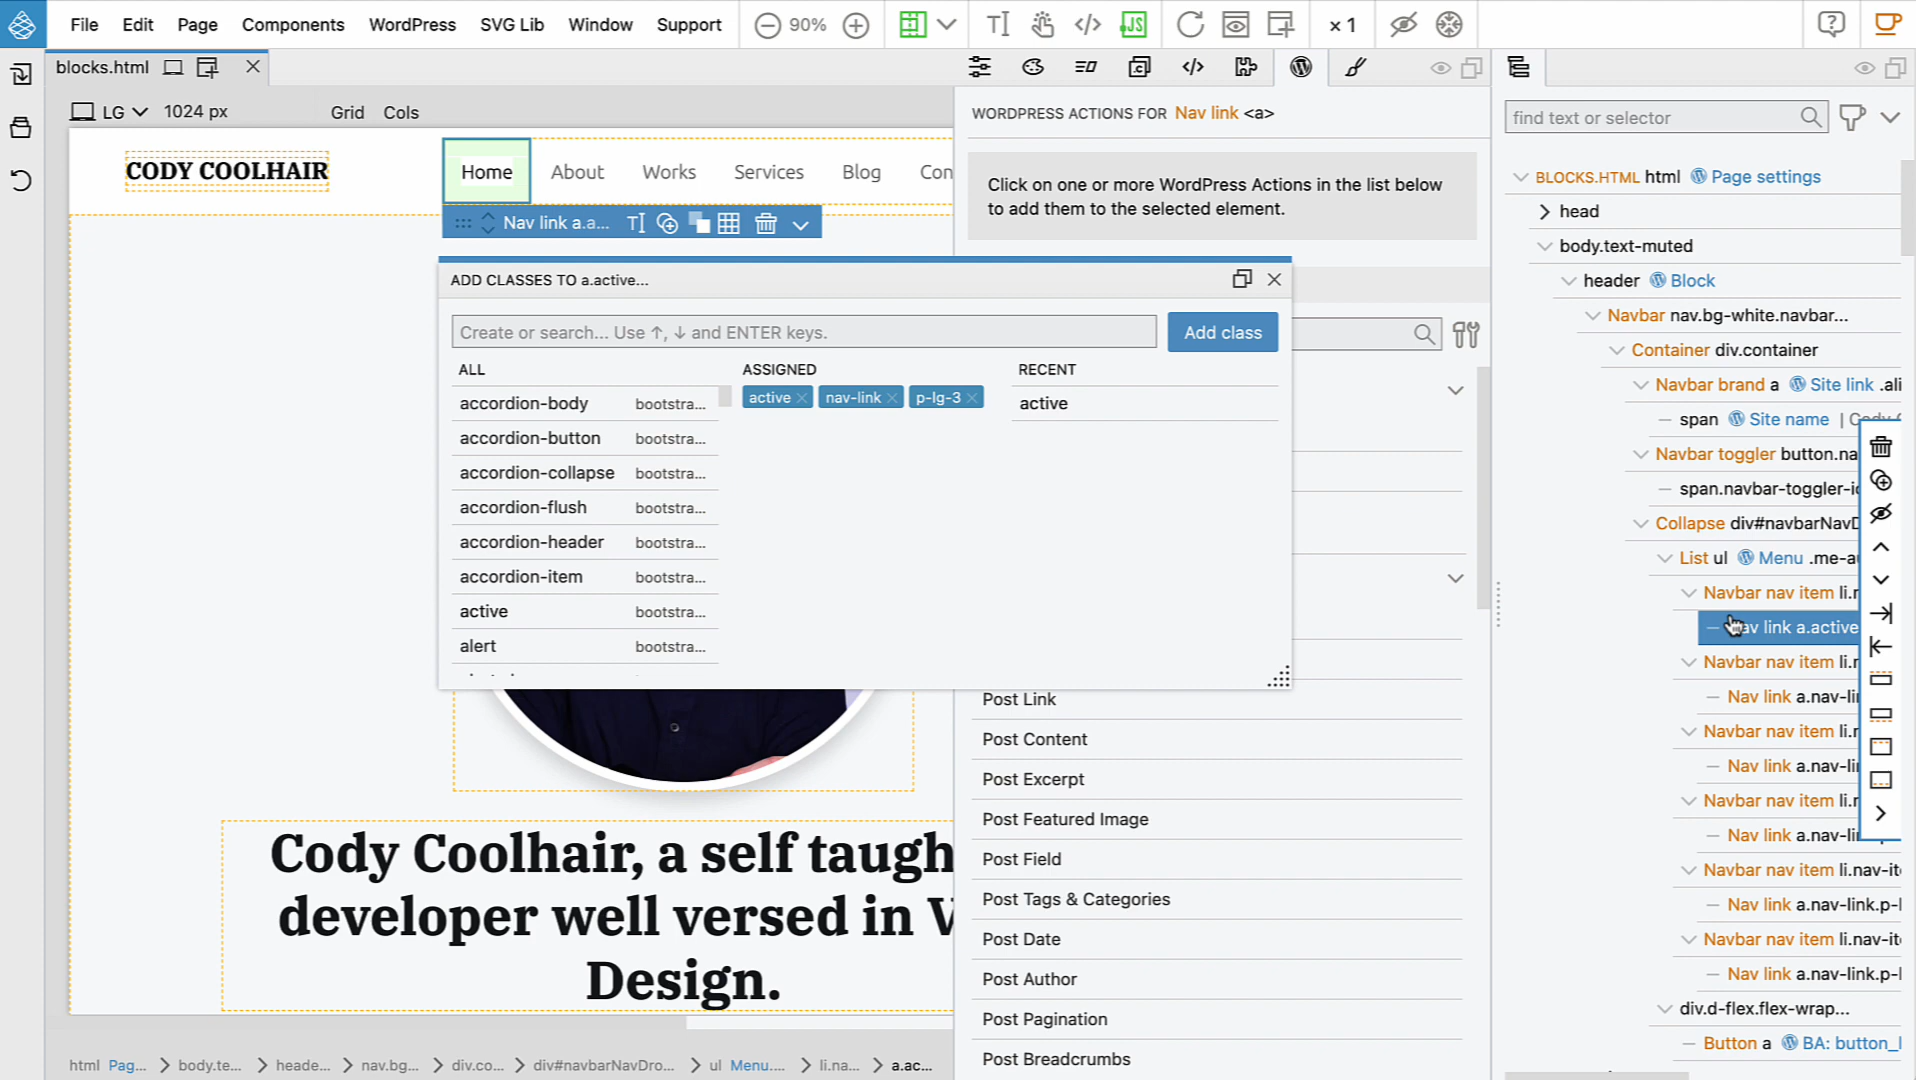 File Edit Page Components WordPress SVG Lib Window Support 90% JS × 1
blocks.html
LG 1024 px Grid Cols
CODY COOLHAIR
Home About Works Services Blog Con
Nav link a.a...
Cody Coolhair, a self taugh
developer well versed in V
Design.
ADD CLASSES TO a.active...
Create or search... Use ↑, ↓ and ENTER keys.
Add class
ALL
accordion-body bootstra...
accordion-button bootstra...
accordion-collapse bootstra...
accordion-flush bootstra...
accordion-header bootstra...
accordion-item bootstra...
active bootstra...
alert bootstra...
ASSIGNED
active × nav-link × p-lg-3 ×
RECENT
active
WORDPRESS ACTIONS FOR Nav link <a>
Click on one or more WordPress Actions in the list below
to add them to the selected element.
Post Link
Post Content
Post Excerpt
Post Featured Image
Post Field
Post Tags & Categories
Post Date
Post Author
Post Pagination
Post Breadcrumbs
find text or selector
BLOCKS.HTML html Page settings
head
body.text-muted
header Block
Navbar nav.bg-white.navbar...
Container div.container
Navbar brand a Site link .ali
span Site name | Cody C
Navbar toggler button.na
span.navbar-toggler-ic
Collapse div#navbarNavD
List ul Menu .me-a
Navbar nav item li.n
av link a.active
Navbar nav item li.n
Nav link a.nav-li
Navbar nav item li.n
Nav link a.nav-li
Navbar nav item li.n
Nav link a.nav-li
Navbar nav item li.nav-it
Nav link a.nav-link.p-l
Navbar nav item li.nav-it
Nav link a.nav-link.p-l
div.d-flex.flex-wrap...
Button a BA: button_l
html Pag... body.te... heade... nav.bg... div.co... div#navbarNavDro... ul Menu.... li.na... a.ac...